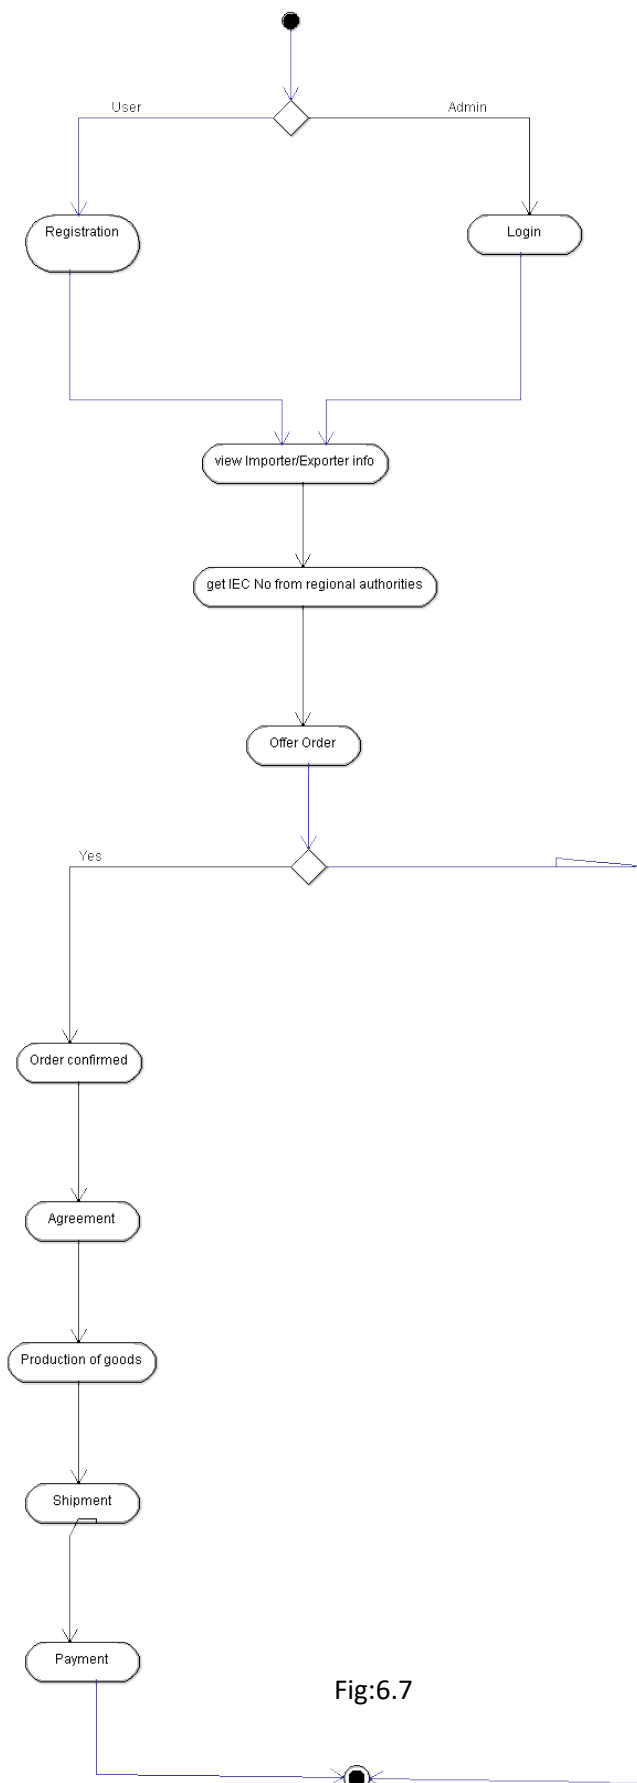 User
Admin
Registration
Login
view Importer/Exporter info
get IEC No from regional authorities
Offer Order
Yes
Order confirmed
Agreement
Production of goods
Shipment
Payment
Fig:6.7